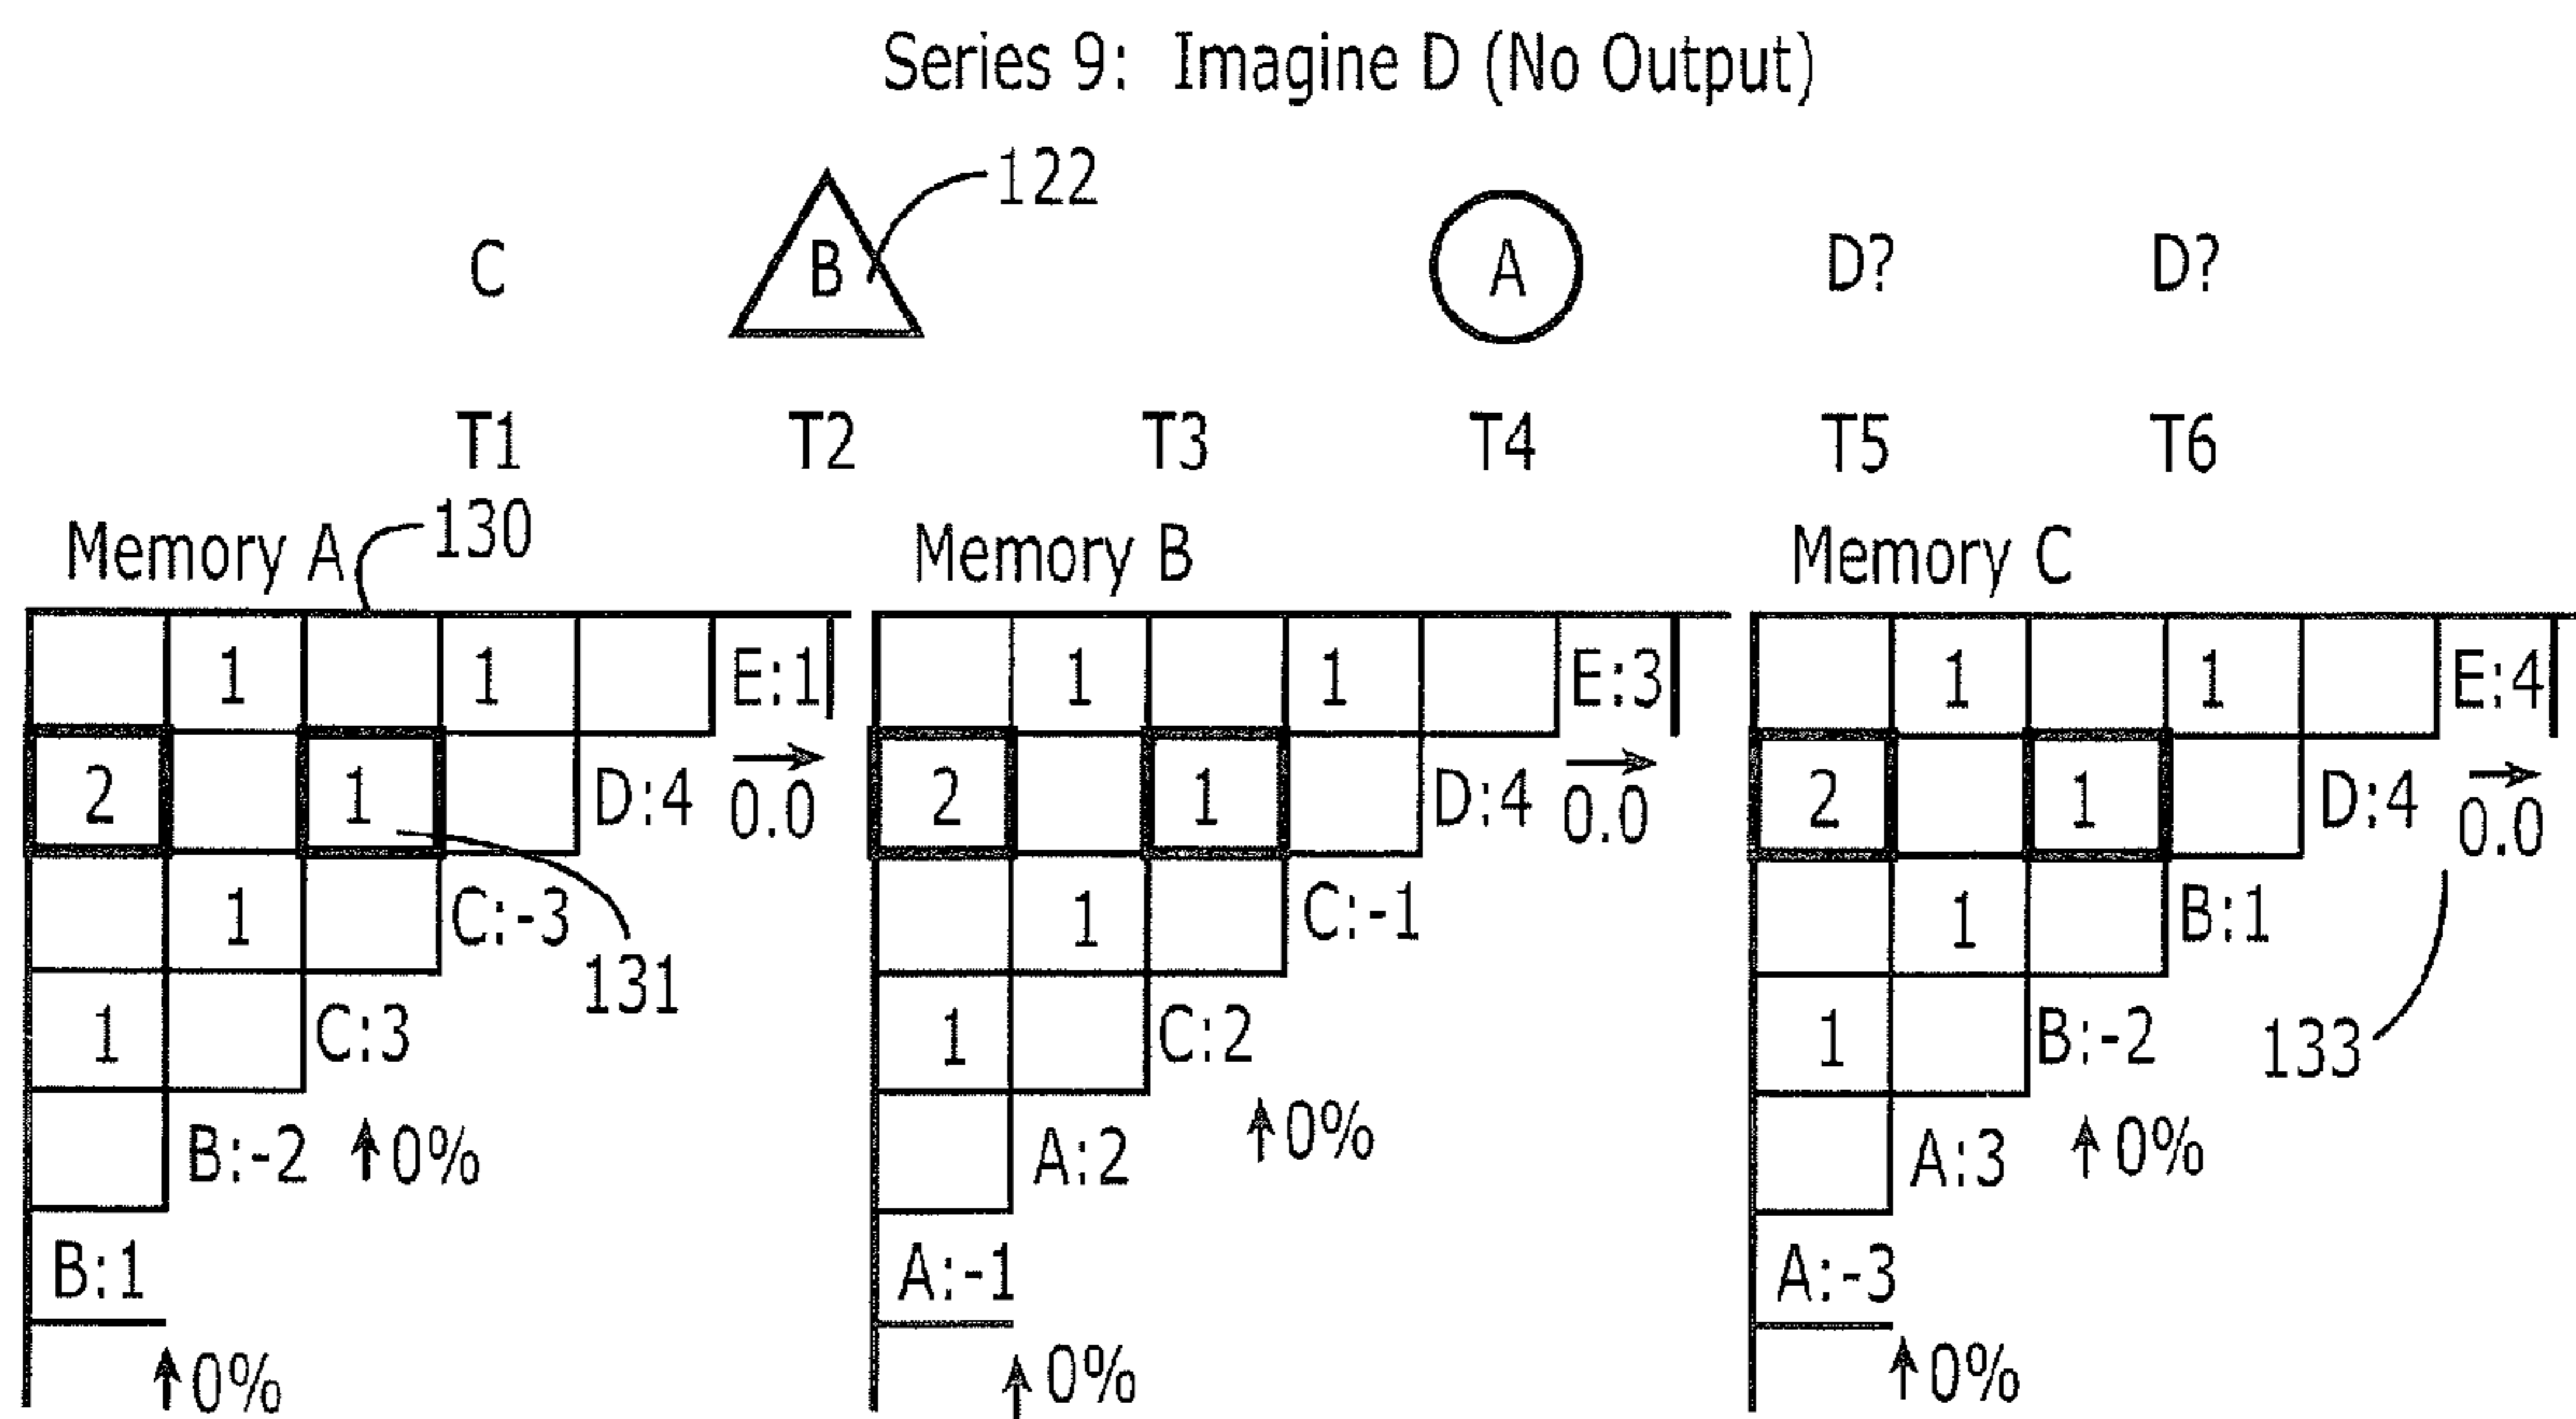 Series 9: Imagine D (No Output)
122
C B A D? D?
T1 T2 T3 T4 T5 T6
Memory A 130 Memory B Memory C
1 1 E:1 1 1 E:3 1 1 E:4
2 1 D:4 0.0 2 1 D:4 0.0 2 1 D:4 0.0
1 C:-3 1 C:-1 1 B:1
131
1 C:3 1 C:2 1 B:-2 133
B:-2 0% A:2 0% A:3 0%
B:1 A:-1 A:-3
0% 0% 0%